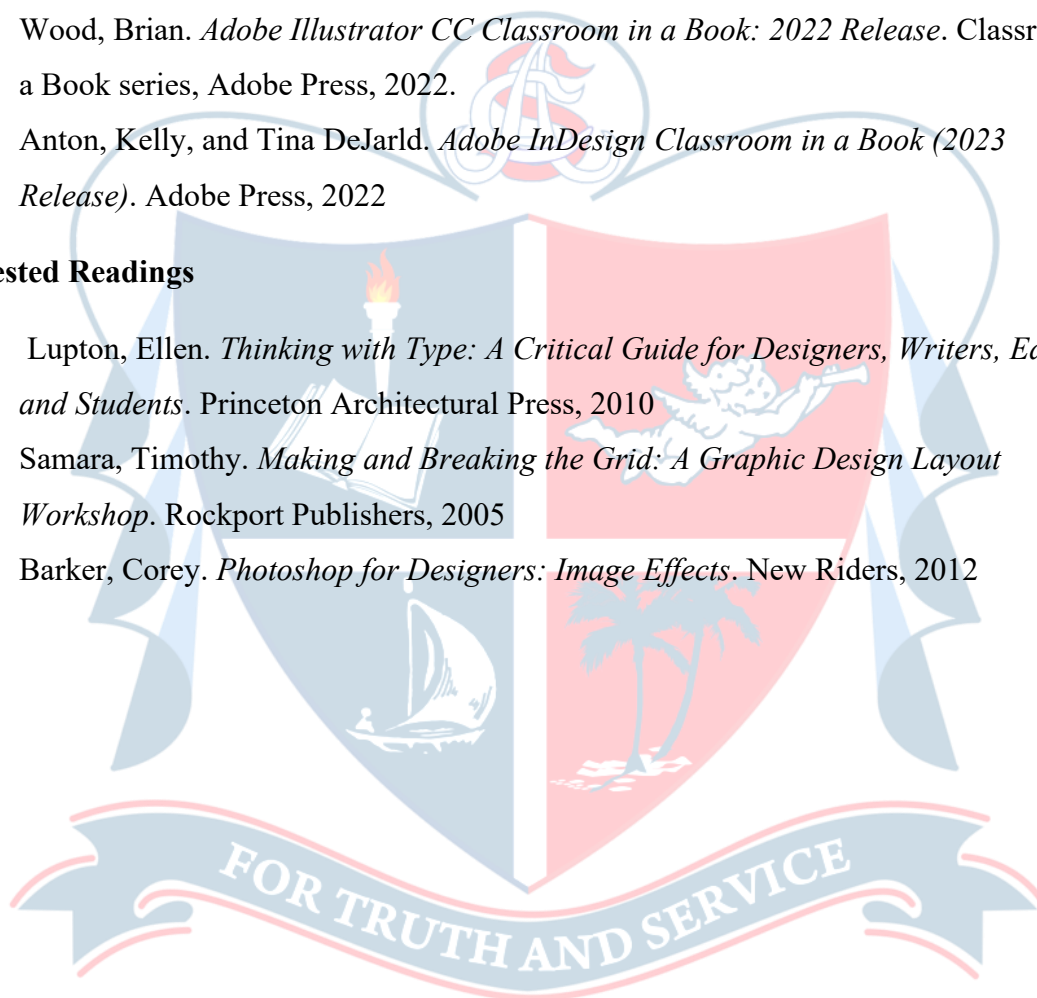 Wood, Brian. Adobe Illustrator CC Classroom in a Book: 2022 Release. Classr
a Book series, Adobe Press, 2022.
Anton, Kelly, and Tina DeJarld. Adobe InDesign Classroom in a Book (2023
Release). Adobe Press, 2022
ested Readings
Lupton, Ellen. Thinking with Type: A Critical Guide for Designers, Writers, Ed
and Students. Princeton Architectural Press, 2010
Samara, Timothy. Making and Breaking the Grid: A Graphic Design Layout
Workshop. Rockport Publishers, 2005
Barker, Corey. Photoshop for Designers: Image Effects. New Riders, 2012
FOR TRUTH AND SERVICE